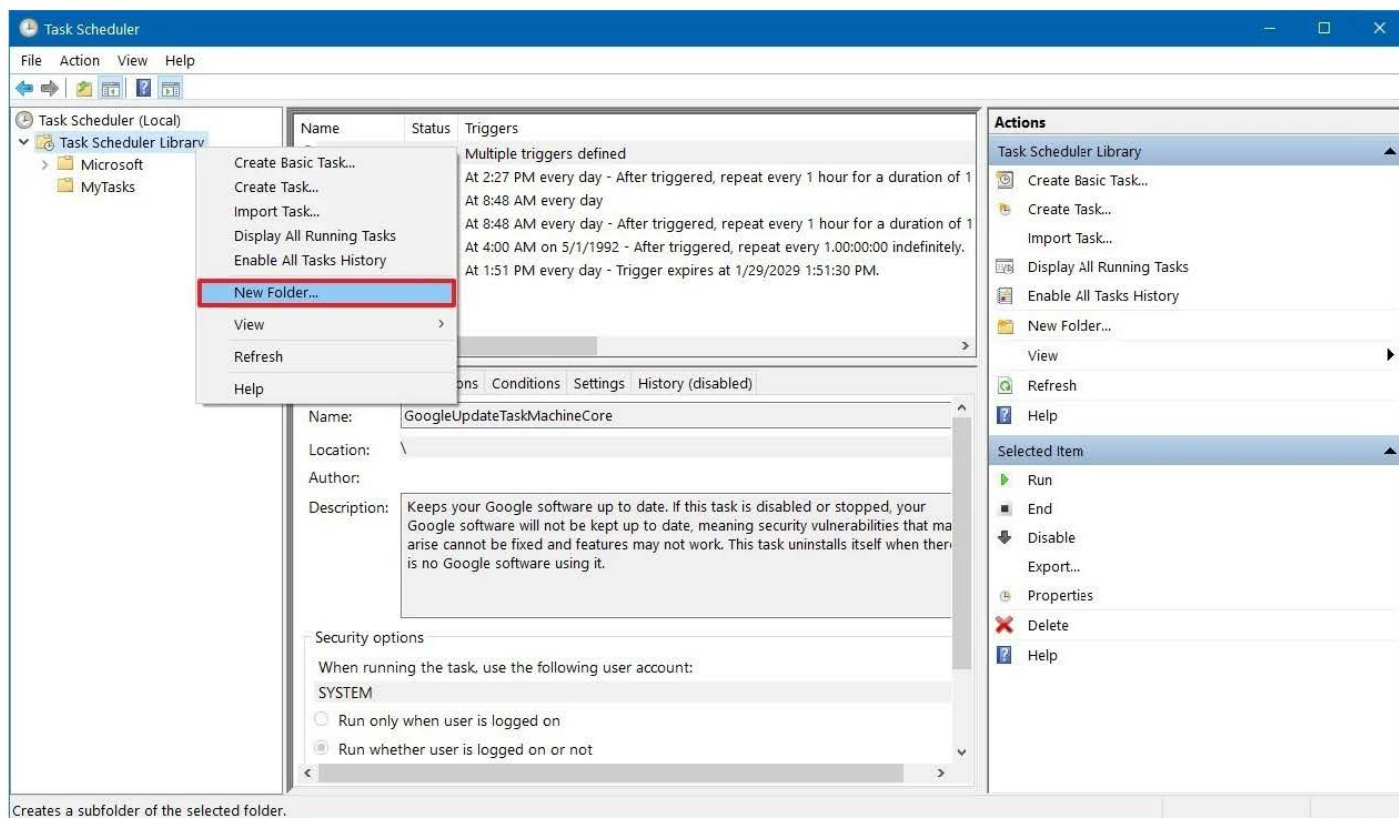 Task Scheduler
File Action View Help
Task Scheduler (Local)
Task Scheduler Library
Microsoft
MyTasks
Create Basic Task...
Create Task...
Import Task...
Display All Running Tasks
Enable All Tasks History
New Folder...
View
Refresh
Help
Name Status Triggers
Multiple triggers defined
At 2:27 PM every day - After triggered, repeat every 1 hour for a duration of 1
At 8:48 AM every day
At 8:48 AM every day - After triggered, repeat every 1 hour for a duration of 1
At 4:00 AM on 5/1/1992 - After triggered, repeat every 1.00:00:00 indefinitely.
At 1:51 PM every day - Trigger expires at 1/29/2029 1:51:30 PM.
ons Conditions Settings History (disabled)
Name: GoogleUpdateTaskMachineCore
Location: \
Author:
Description: Keeps your Google software up to date. If this task is disabled or stopped, your
Google software will not be kept up to date, meaning security vulnerabilities that ma
arise cannot be fixed and features may not work. This task uninstalls itself when ther
is no Google software using it.
Security options
When running the task, use the following user account:
SYSTEM
Run only when user is logged on
Run whether user is logged on or not
Actions
Task Scheduler Library
Create Basic Task...
Create Task...
Import Task...
Display All Running Tasks
Enable All Tasks History
New Folder...
View
Refresh
Help
Selected Item
Run
End
Disable
Export...
Properties
Delete
Help
Creates a subfolder of the selected folder.